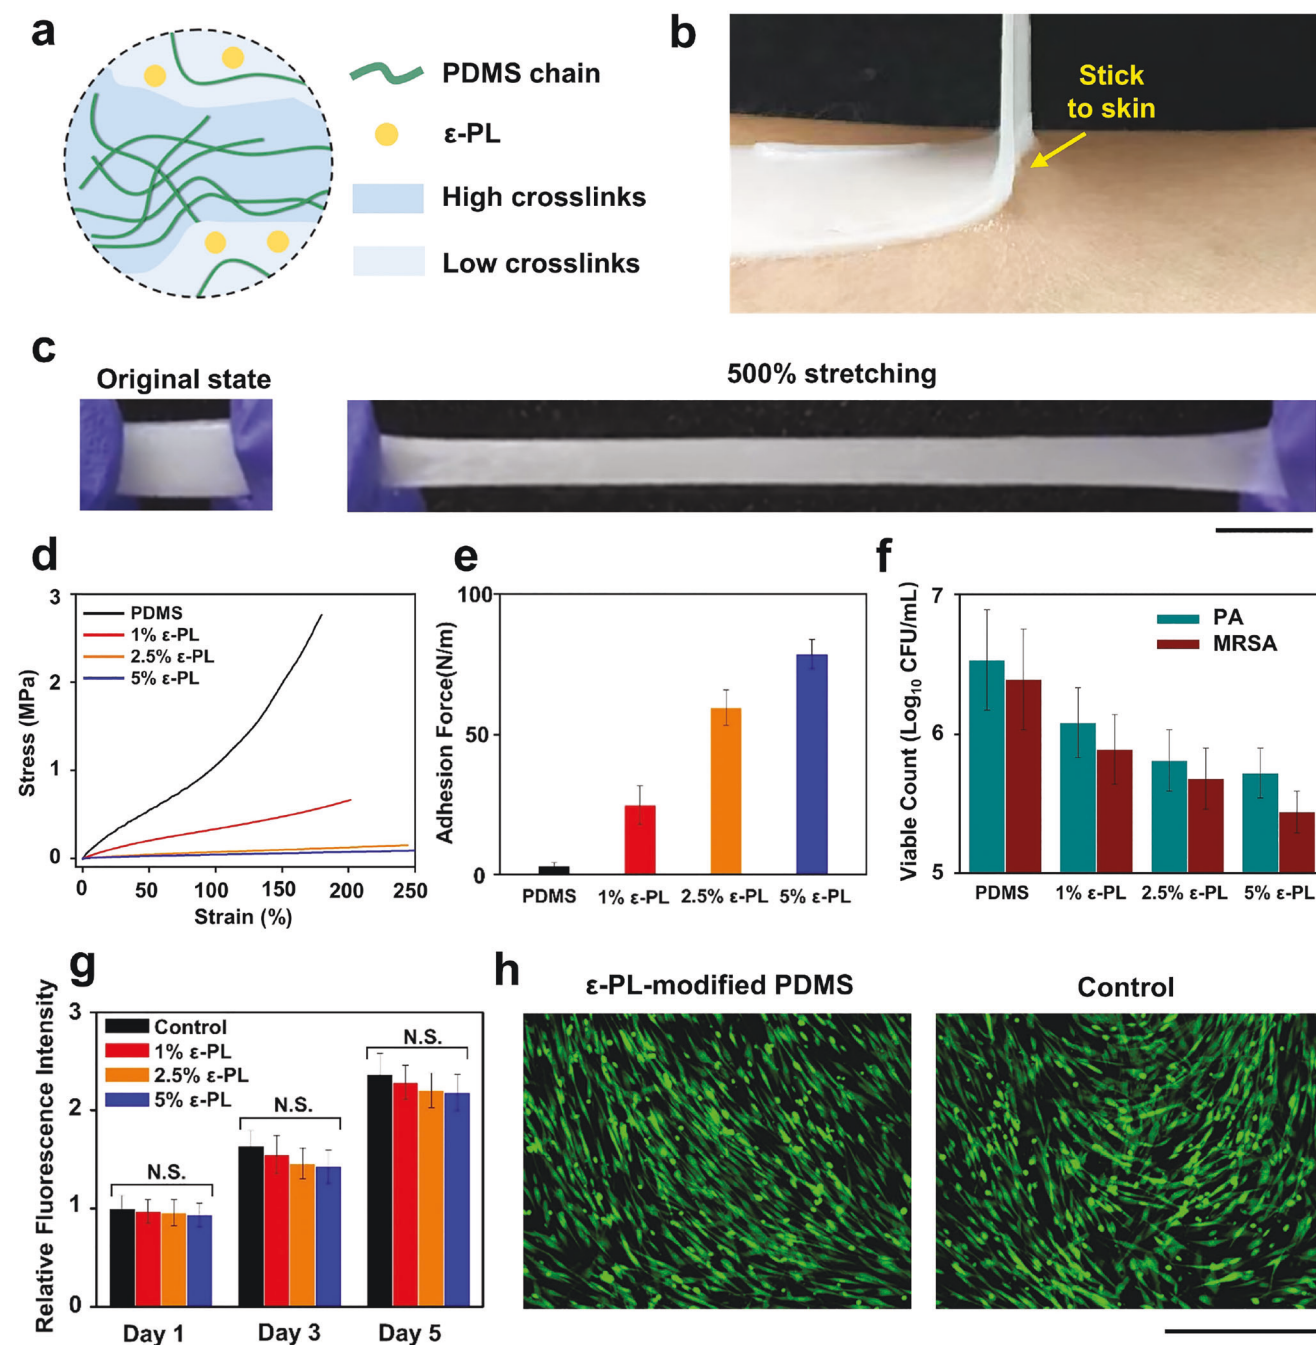 a
PDMS chain
ε-PL
High crosslinks
Low crosslinks
b
Stick
to skin
c
Original state
500% stretching
d
Stress (MPa)
3
2
1
0
PDMS
1% ε-PL
2.5% ε-PL
5% ε-PL
0 50 100 150 200 250
Strain (%)
e
Adhesion Force(N/m)
100
50
0
PDMS 1% ε-PL 2.5% ε-PL 5% ε-PL
f
Viable Count (Log10 CFU/mL)
7
6
5
PA
MRSA
PDMS 1% ε-PL 2.5% ε-PL 5% ε-PL
g
Relative Fluorescence Intensity
3
2
1
0
Control
1% ε-PL
2.5% ε-PL
5% ε-PL
N.S.
N.S.
N.S.
Day 1 Day 3 Day 5
h
ε-PL-modified PDMS
Control